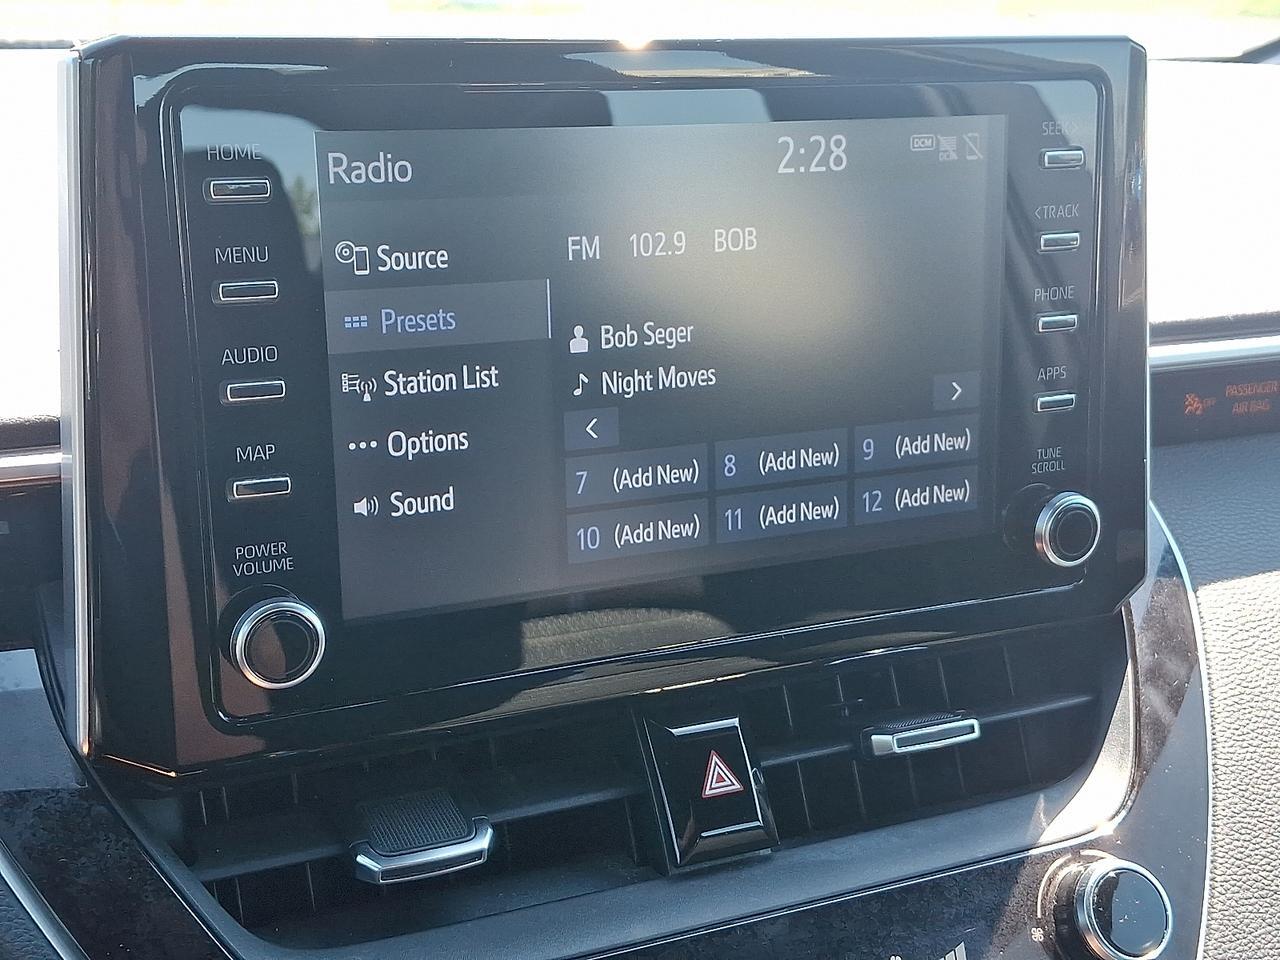 HOME
MENU
AUDIO
MAP
POWER
VOLUME
Radio
2:28
DCM
DCM
Source
Presets
Station List
Options
Sound
FM 102.9 BOB
Bob Seger
Night Moves
<
>
7 (Add New) 8 (Add New) 9 (Add New)
10 (Add New) 11 (Add New) 12 (Add New)
SEEK>
<TRACK
PHONE
APPS
TUNE
SCROLL
OFF
PASSENGER
AIR BAG